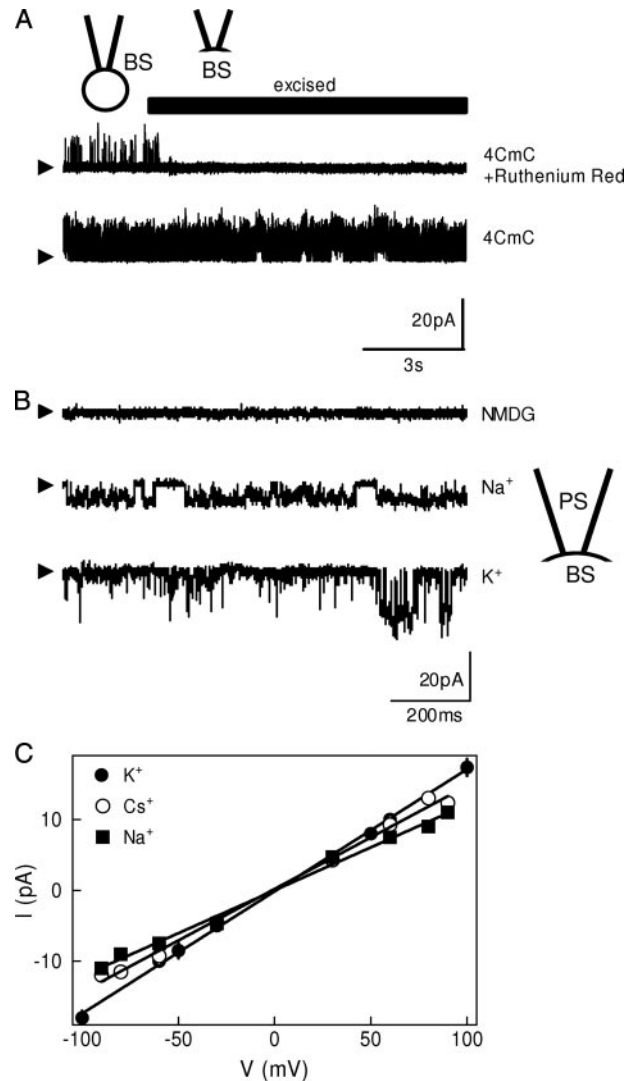 A
BS
BS
excised
4CmC
+Ruthenium Red
4CmC
20pA
3s
B
NMDG
Na⁺
PS
BS
K⁺
20pA
200ms
C
K⁺
Cs⁺
Na⁺
10
0
-10
I (pA)
-100 -50 0 50 100
V (mV)